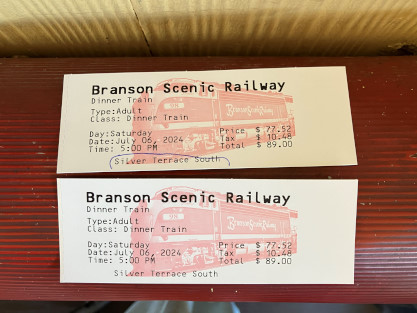 Branson Scenic Railway
Dinner Train
Type:Adult
Class: Dinner Train
Day:Saturday Price $ 77.52
Date:July 06, 2024 Tax $ 10.48
Time: 5:00 PM Total $ 89.00
Silver Terrace South
Branson Scenic Railway
Dinner Train
Type:Adult
Class: Dinner Train
Day:Saturday Price $ 77.52
Date:July 06, 2024 Tax $ 10.48
Time: 5:00 PM Total $ 89.00
Silver Terrace South